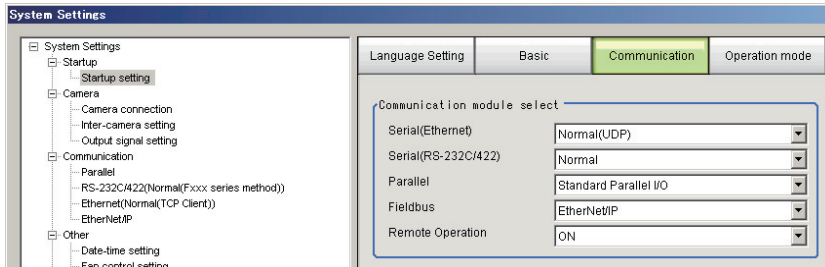 System Settings
System Settings
Startup
Startup setting
Camera
Camera connection
Inter-camera setting
Output signal setting
Communication
Parallel
RS-232C/422(Normal(Fxxx series method))
Ethernet(Normal(TCP Client))
EtherNet/IP
Other
Date-time setting
Fan control setting
Language Setting Basic Communication Operation mode
Communication module select
Serial(Ethernet) Normal(UDP)
Serial(RS-232C/422) Normal
Parallel Standard Parallel I/O
Fieldbus EtherNet/IP
Remote Operation ON